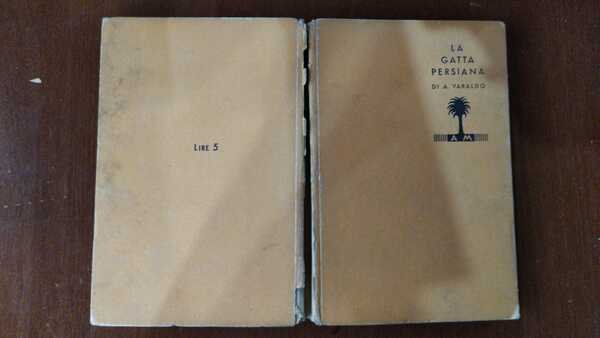 LIRE 5
LA
GATTA
PERSIANA
DI A. VARALDO
A M